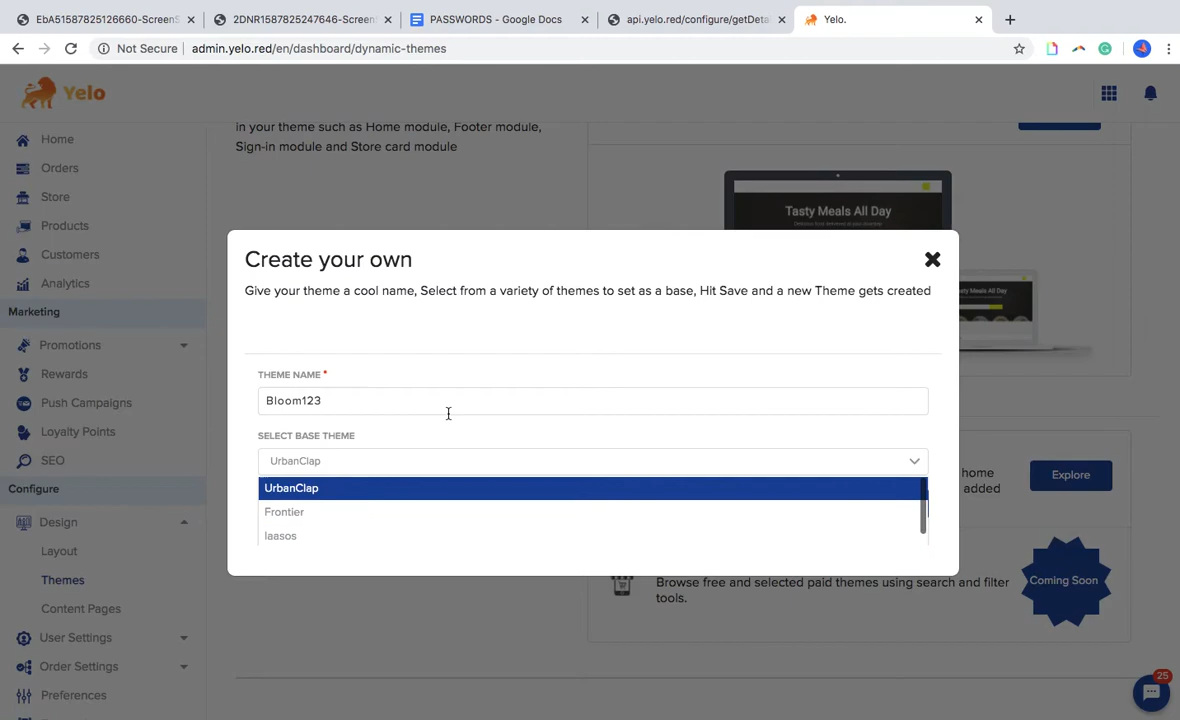 EbA51587825126660-ScreenS
2DNR1587825247646-Screens
PASSWORDS - Google Docs
api.yelo.red/configure/getDetai
Yelo.
Not Secure
admin.yelo.red/en/dashboard/dynamic-themes
Yelo
Home
Orders
Store
Products
Customers
Analytics
Marketing
Promotions
Rewards
Push Campaigns
Loyalty Points
SEO
Configure
Design
Layout
Themes
Content Pages
User Settings
Order Settings
Preferences
in your theme such as Home module, Footer module,
Sign-in module and Store card module
Tasty Meals All Day
Create your own
Give your theme a cool name, Select from a variety of themes to set as a base, Hit Save and a new Theme gets created
THEME NAME *
Bloom123
SELECT BASE THEME
UrbanClap
UrbanClap
Frontier
Iaasos
home
added
Explore
Browse free and selected paid themes using search and filter
tools.
Coming Soon
25